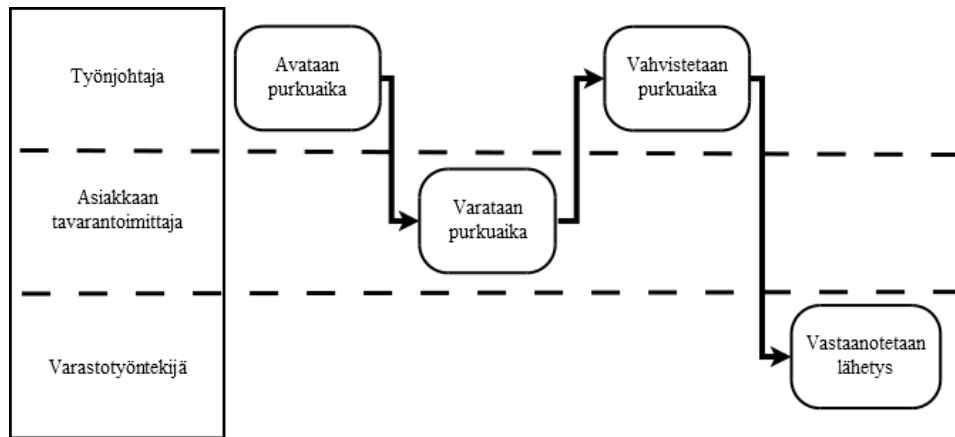 Työnjohtaja
Avataan
purkuaika
Vahvistetaan
purkuaika
Asiakkaan
tavarantoimittaja
Varataan
purkuaika
Varastotyöntekijä
Vastaanotetaan
lähetys